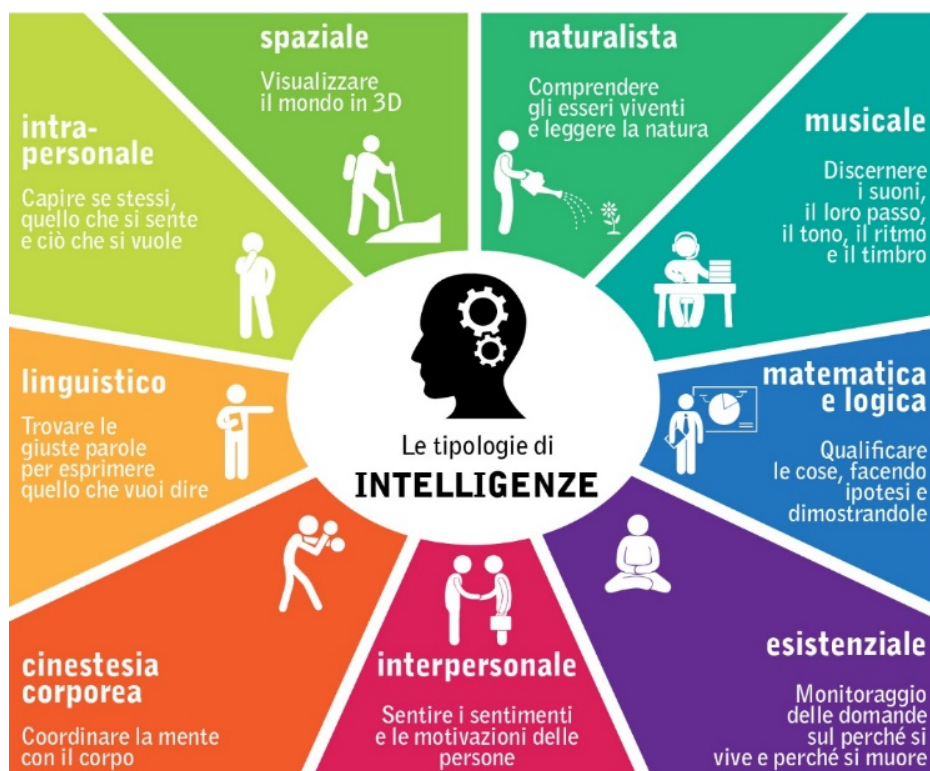 spaziale
Visualizzare
il mondo in 3D
naturalista
Comprendere
gli esseri viventi
e leggere la natura
musicale
Discernere
i suoni,
il loro passo,
il tono, il ritmo
e il timbro
matematica
e logica
Qualificare
le cose, facendo
ipotesi e
dimostrandole
esistenziale
Monitoraggio
delle domande
sul perché si
vive e perché si muore
interpersonale
Sentire i sentimenti
e le motivazioni delle
persone
cinestesia
corporea
Coordinare la mente
con il corpo
linguistico
Trovare le
giuste parole
per esprimere
quello che vuoi dire
intra-
personale
Capire se stessi,
quello che si sente
e ciò che si vuole
Le tipologie di
INTELLIGENZE